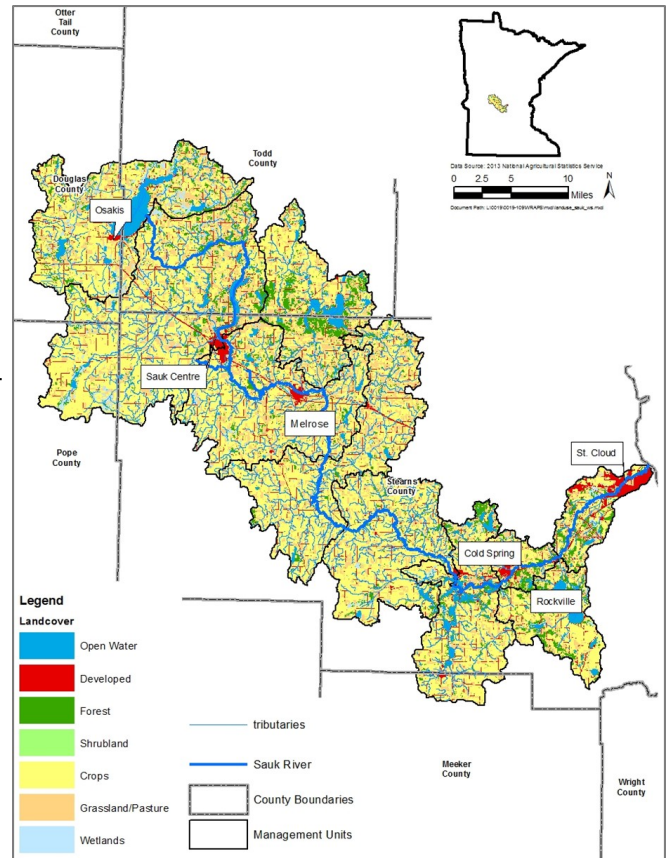 Otter
Tail
County
Data Source: 2013 National Agricultural Statistics Service
0 2.5 5 10
Miles
N
Todd
County
Douglas
County
Osakis
Sauk Centre
Melrose
Pope
County
St. Cloud
Stearns
County
Cold Spring
Rockville
Legend
Landcover
Open Water
Developed
Forest
Shrubland
Crops
Grassland/Pasture
Wetlands
tributaries
Sauk River
County Boundaries
Management Units
Meeker
County
Wright
County